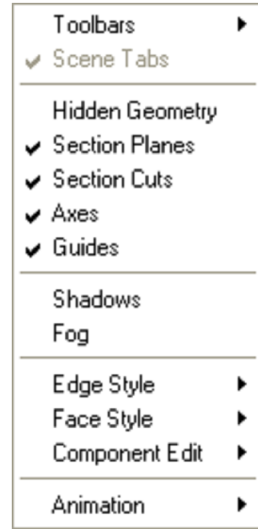 Toolbars
Scene Tabs
Hidden Geometry
Section Planes
Section Cuts
Axes
Guides
Shadows
Fog
Edge Style
Face Style
Component Edit
Animation